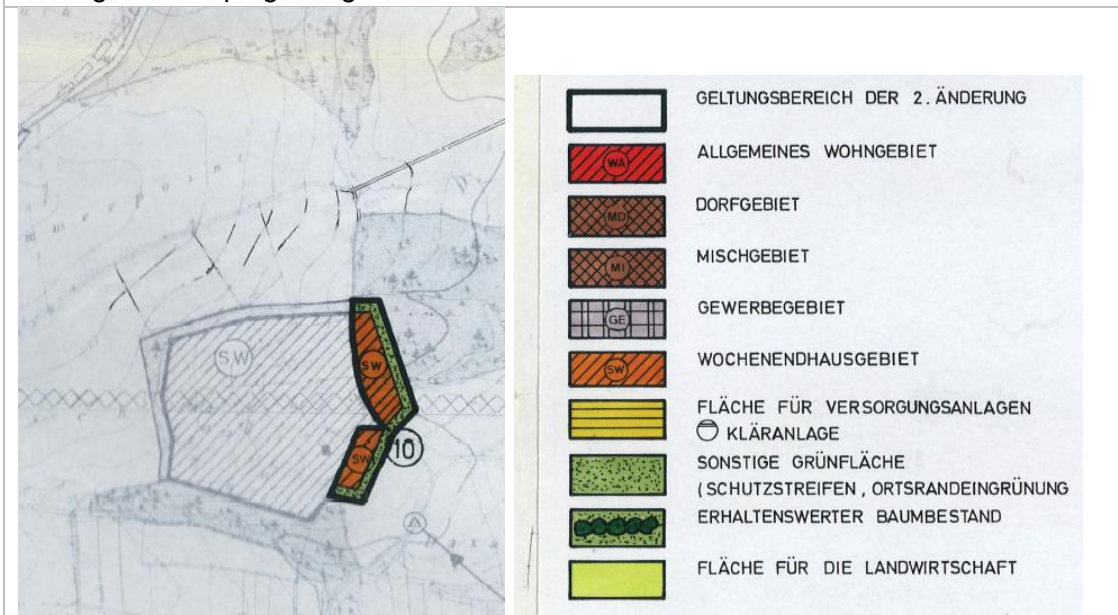 SW
SW
SW
10
GELTUNGSBEREICH DER 2. ÄNDERUNG
WA
ALLGEMEINES WOHNGEBIET
MD
DORFGEBIET
MI
MISCHGEBIET
GE
GEWERBEGEBIET
SW
WOCHENENDHAUSGEBIET
FLÄCHE FÜR VERSORGUNGSANLAGEN
KLÄRANLAGE
SONSTIGE GRÜNFLÄCHE
(SCHUTZSTREIFEN, ORTSRANDEINGRÜNUNG
ERHALTENSWERTER BAUMBESTAND
FLÄCHE FÜR DIE LANDWIRTSCHAFT